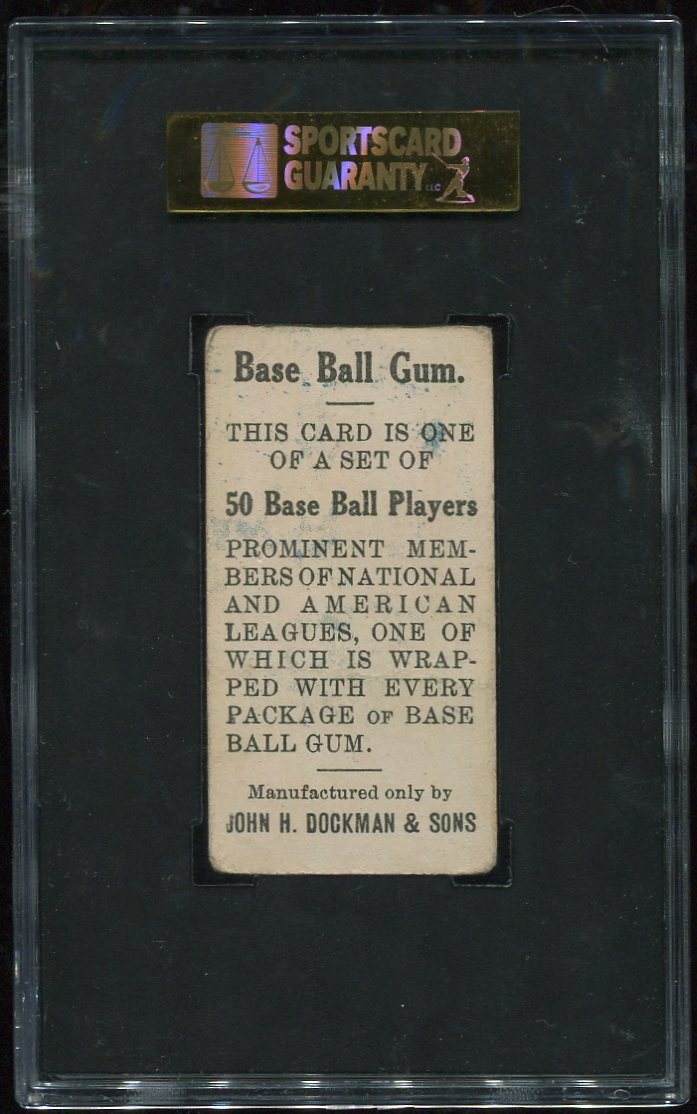 SPORTSCARD
GUARANTY LLC
Base Ball Gum.
THIS CARD IS ONE
OF A SET OF
50 Base Ball Players
PROMINENT MEM-
BERS OF NATIONAL
AND AMERICAN
LEAGUES, ONE OF
WHICH IS WRAP-
PED WITH EVERY
PACKAGE OF BASE
BALL GUM.
Manufactured only by
JOHN H. DOCKMAN & SONS